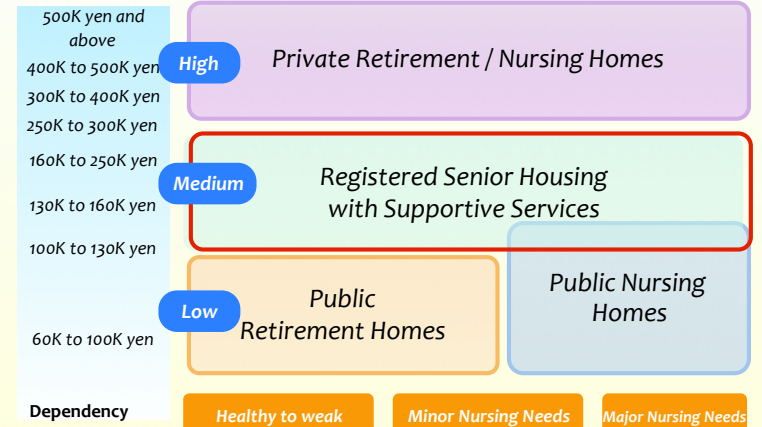 500K yen and
above
400K to 500K yen
300K to 400K yen
250K to 300K yen
160K to 250K yen
130K to 160K yen
100K to 130K yen
60K to 100K yen
High
Private Retirement / Nursing Homes
Medium
Registered Senior Housing
with Supportive Services
Low
Public
Retirement Homes
Public Nursing
Homes
Dependency
Healthy to weak
Minor Nursing Needs
Major Nursing Needs